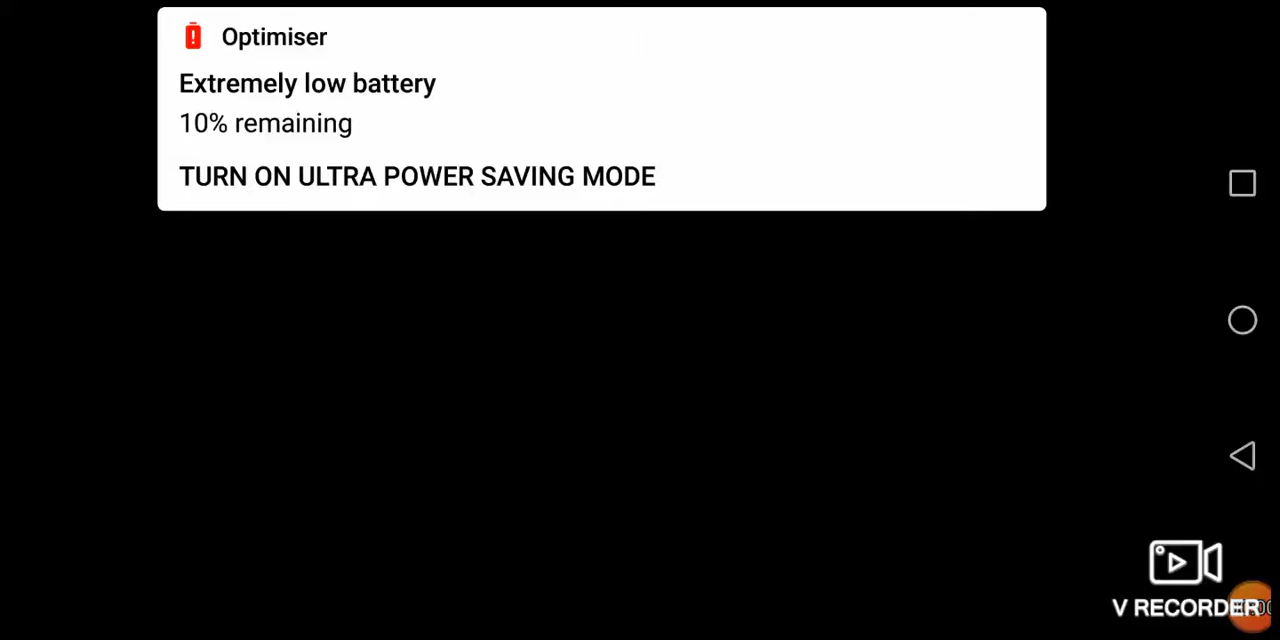 Optimiser
Extremely low battery
10% remaining
TURN ON ULTRA POWER SAVING MODE
V RECORDER